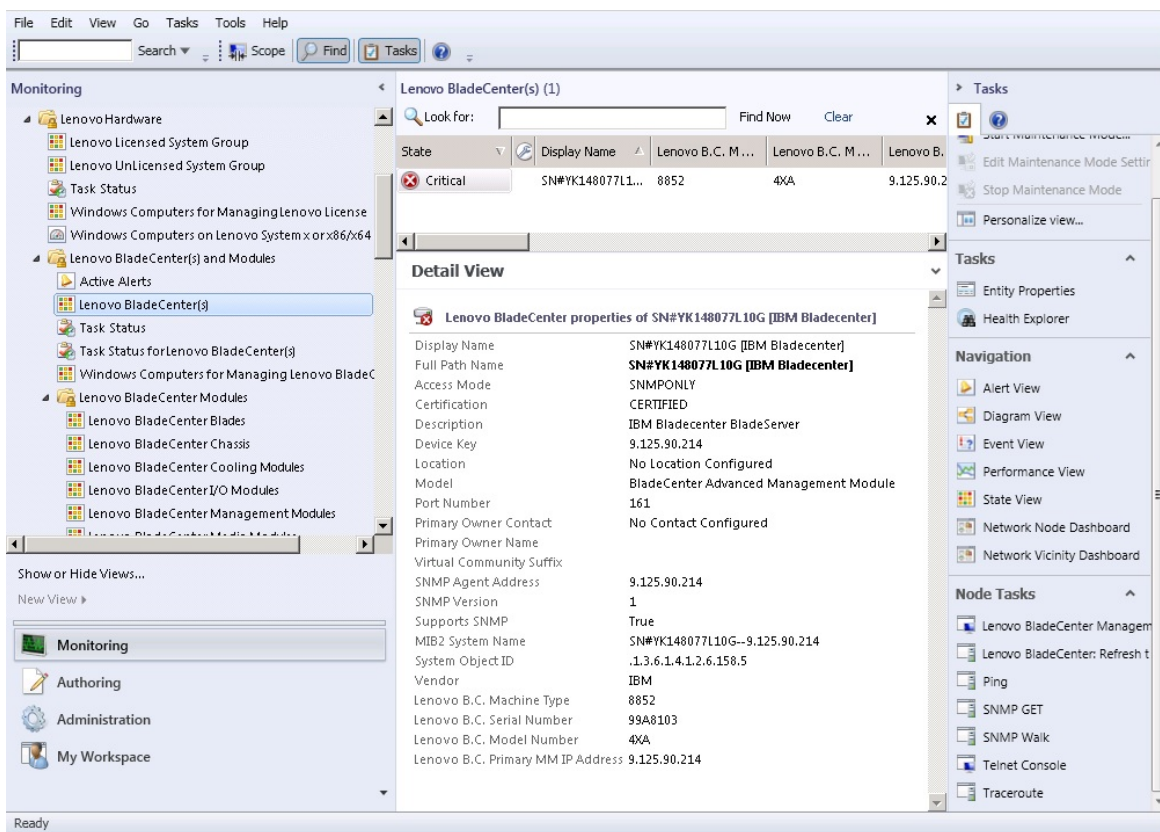 File Edit View Go Tasks Tools Help
Search Scope Find Tasks
Monitoring
Lenovo Hardware
Lenovo Licensed System Group
Lenovo UnLicensed System Group
Task Status
Windows Computers for Managing Lenovo License
Windows Computers on Lenovo System x or x86/x64
Lenovo BladeCenter(s) and Modules
Active Alerts
Lenovo BladeCenter(s)
Task Status
Task Status for Lenovo BladeCenter(s)
Windows Computers for Managing Lenovo BladeC
Lenovo BladeCenter Modules
Lenovo BladeCenter Blades
Lenovo BladeCenter Chassis
Lenovo BladeCenter Cooling Modules
Lenovo BladeCenter I/O Modules
Lenovo BladeCenter Management Modules
Show or Hide Views...
New View
Monitoring
Authoring
Administration
My Workspace
Lenovo BladeCenter(s) (1)
Look for: Find Now Clear
State Display Name Lenovo B.C. M... Lenovo B.C. M... Lenovo B.
Critical SN#YK148077L1... 8852 4XA 9.125.90.2
Detail View
Lenovo BladeCenter properties of SN#YK148077L10G [IBM Bladecenter]
Display Name SN#YK148077L10G [IBM Bladecenter]
Full Path Name SN#YK148077L10G [IBM Bladecenter]
Access Mode SNMPONLY
Certification CERTIFIED
Description IBM Bladecenter BladeServer
Device Key 9.125.90.214
Location No Location Configured
Model BladeCenter Advanced Management Module
Port Number 161
Primary Owner Contact No Contact Configured
Primary Owner Name
Virtual Community Suffix
SNMP Agent Address 9.125.90.214
SNMP Version 1
Supports SNMP True
MIB2 System Name SN#YK148077L10G--9.125.90.214
System Object ID .1.3.6.1.4.1.2.6.158.5
Vendor IBM
Lenovo B.C. Machine Type 8852
Lenovo B.C. Serial Number 99A8103
Lenovo B.C. Model Number 4XA
Lenovo B.C. Primary MM IP Address 9.125.90.214
Tasks
Start Maintenance Mode...
Edit Maintenance Mode Settin
Stop Maintenance Mode
Personalize view...
Tasks
Entity Properties
Health Explorer
Navigation
Alert View
Diagram View
Event View
Performance View
State View
Network Node Dashboard
Network Vicinity Dashboard
Node Tasks
Lenovo BladeCenter Managem
Lenovo BladeCenter: Refresh t
Ping
SNMP GET
SNMP Walk
Telnet Console
Traceroute
Ready